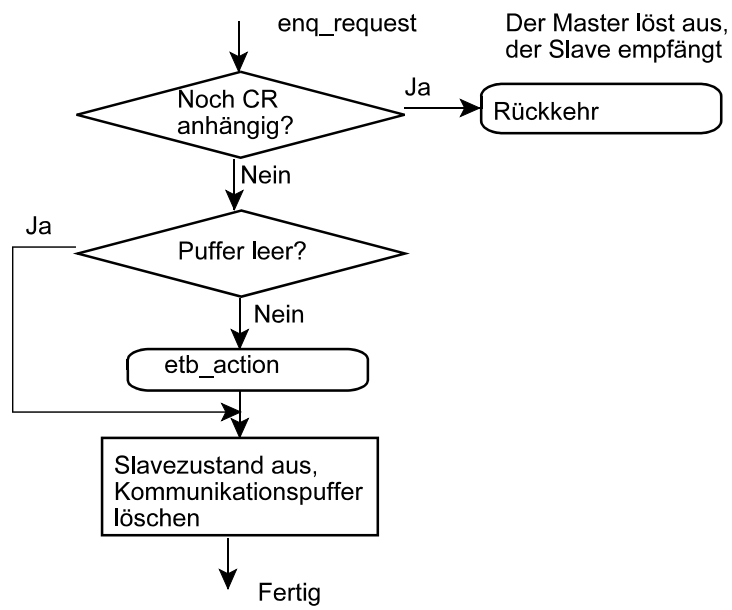 enq_request
Der Master löst aus,
der Slave empfängt
Noch CR
anhängig?
Ja
Rückkehr
Nein
Ja
Puffer leer?
Nein
etb_action
Slavezustand aus,
Kommunikationspuffer
löschen
Fertig